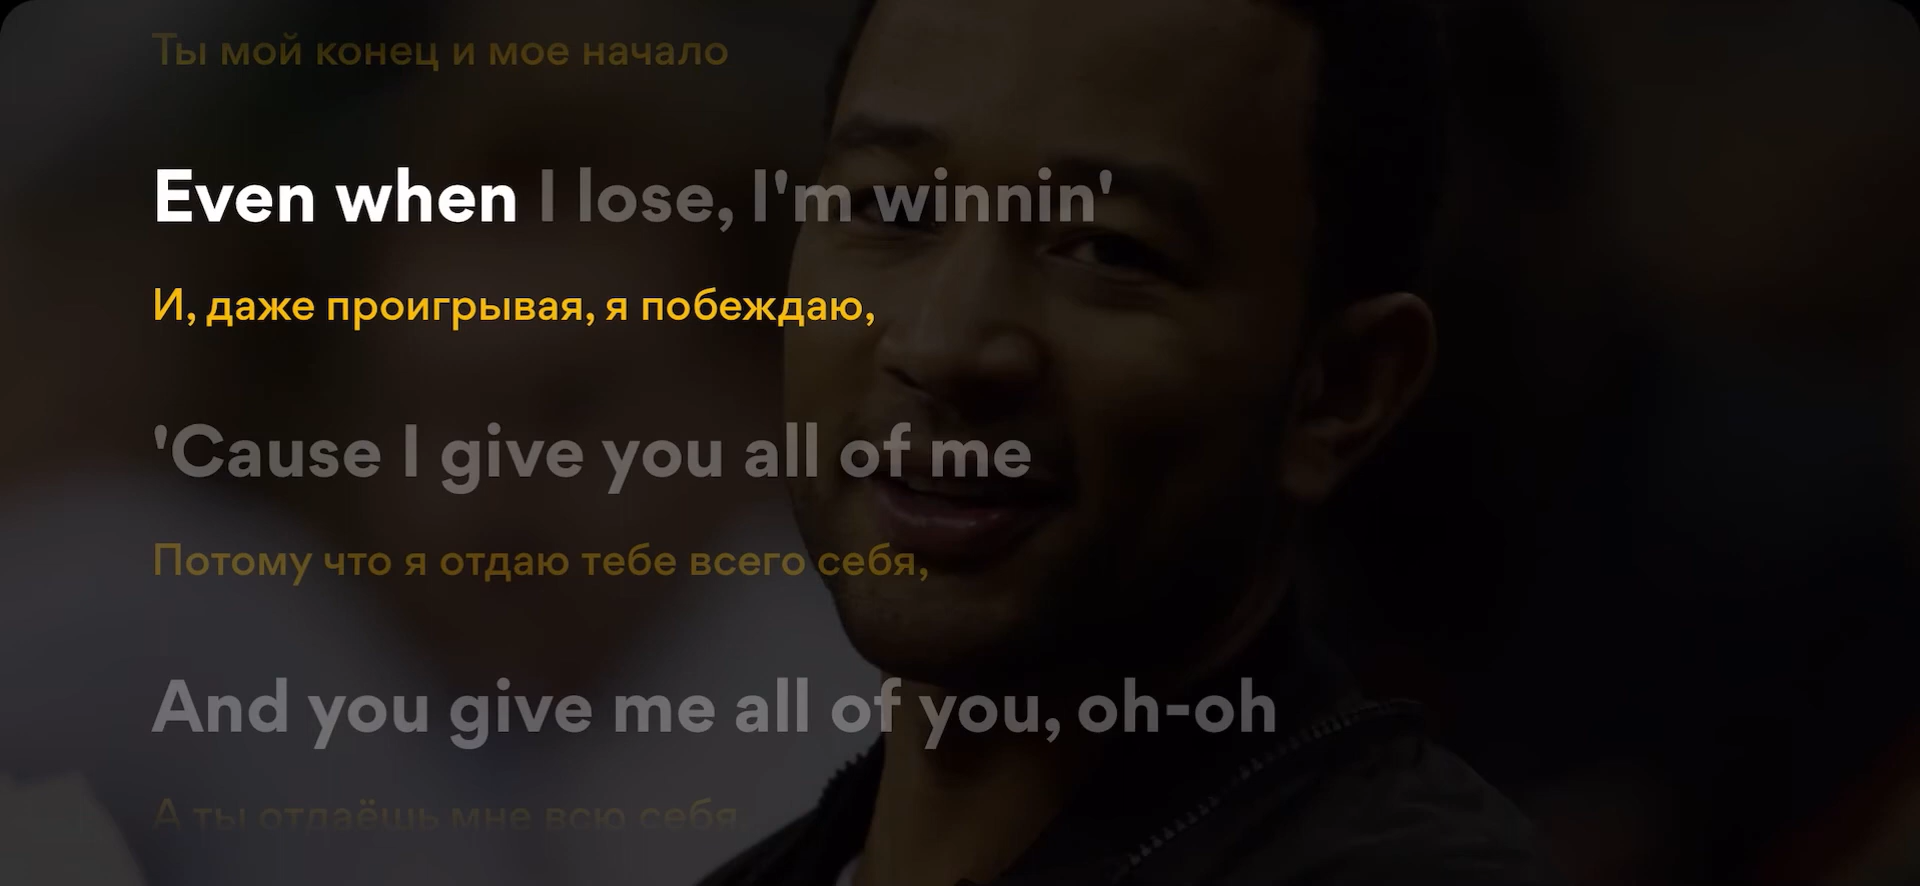 Ты мой конец и мое начало
Even when I lose, I'm winnin'
И, даже проигрывая, я побеждаю,
'Cause I give you all of me
Потому что я отдаю тебе всего себя,
And you give me all of you, oh-oh
А ты отдаёшь мне всю себя